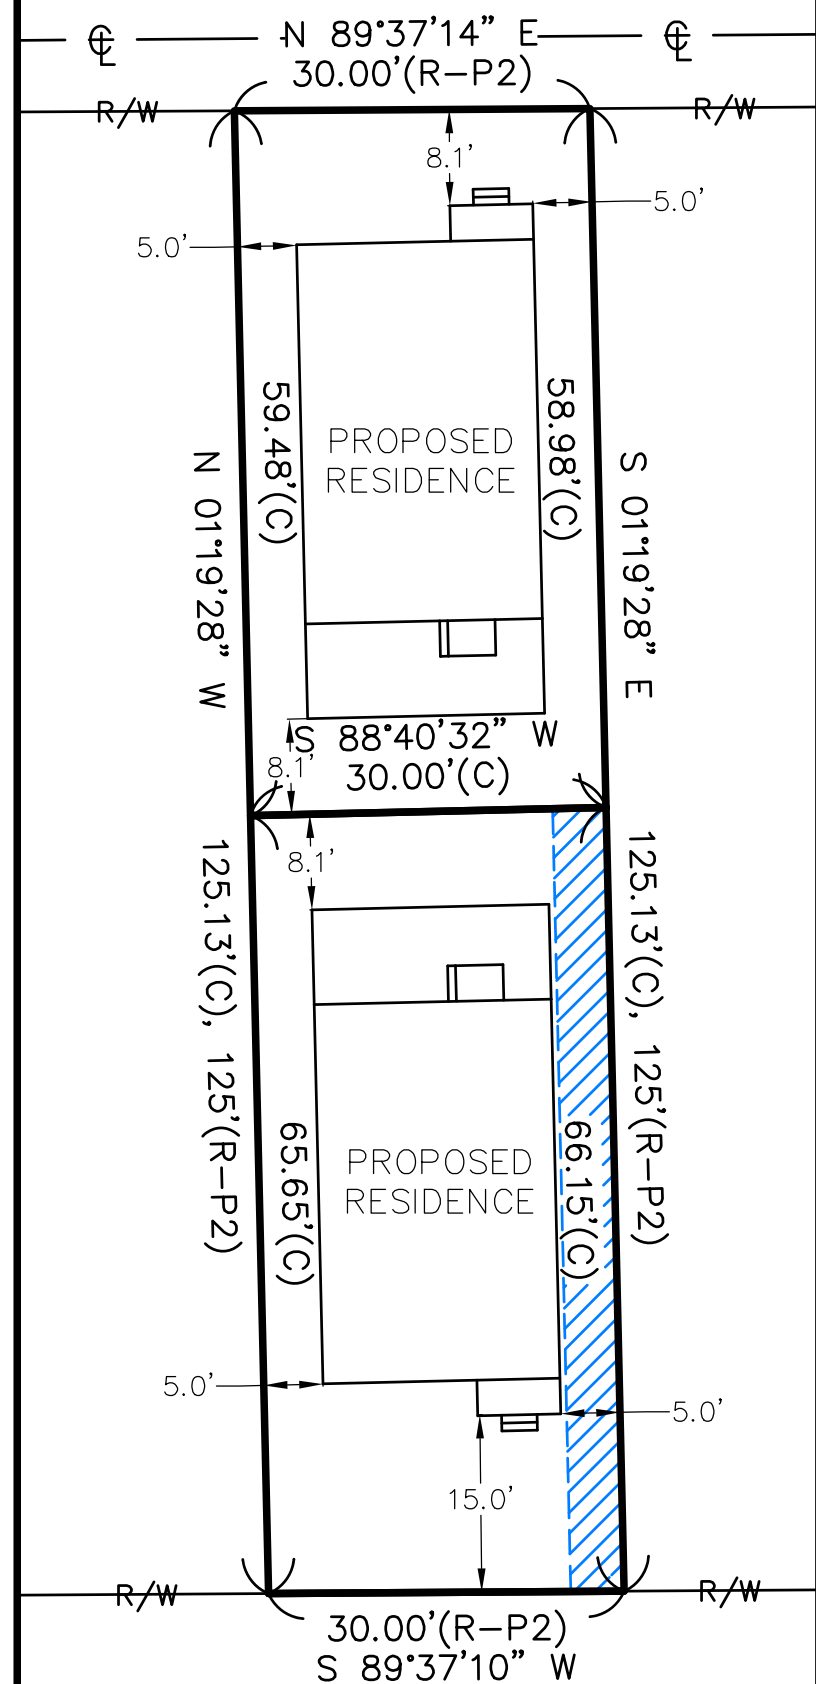 ℄ N 89°37'14" E ℄
30.00'(R-P2)
R/W R/W
8.1'
5.0'
5.0'
59.48'(C)
58.98'(C)
PROPOSED
RESIDENCE
N 01°19'28" W
S 01°19'28" E
S 88°40'32" W
30.00'(C)
8.1'
8.1'
125.13'(C), 125'(R-P2)
125.13'(C), 125'(R-P2)
65.65'(C)
66.15'(C)
PROPOSED
RESIDENCE
5.0'
5.0'
15.0'
R/W R/W
30.00'(R-P2)
S 89°37'10" W